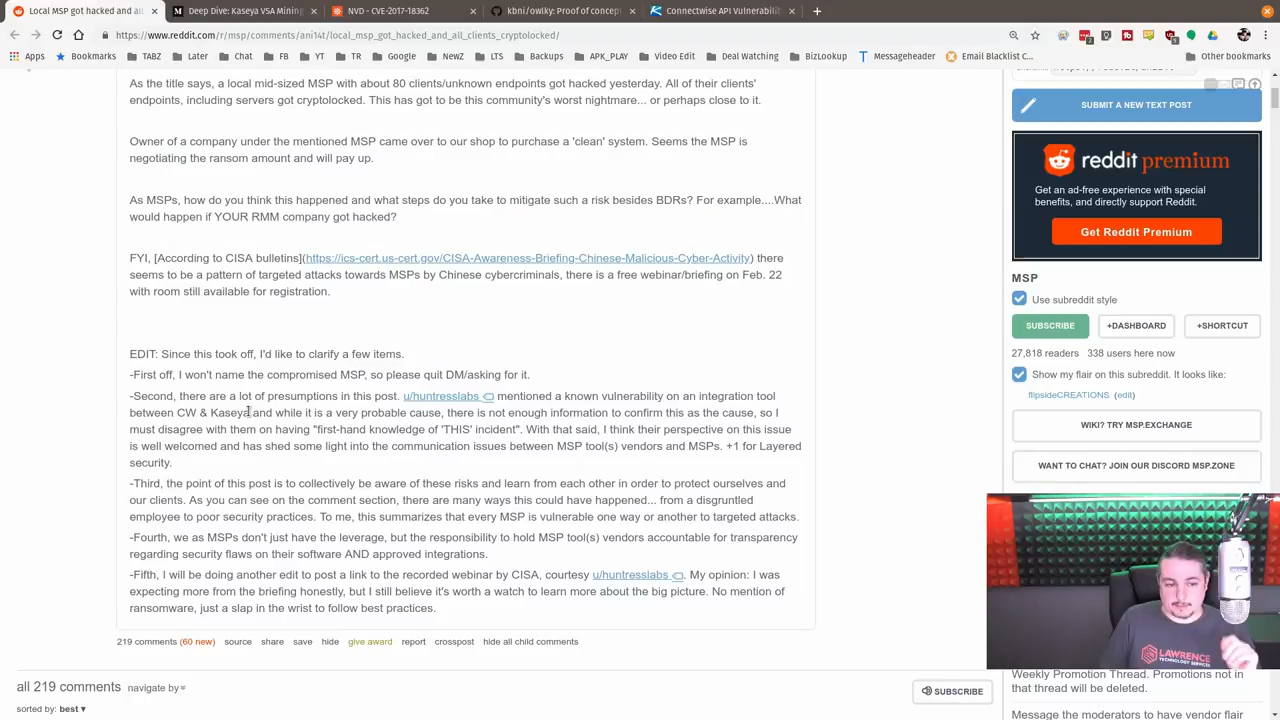 Local MSP got hacked and all
Deep Dive: Kaseya VSA Mining
NVD - CVE-2017-18362
kbni/owlky: Proof of concep
Connectwise API Vulnerabilit
https://www.reddit.com/r/msp/comments/ani14t/local_msp_got_hacked_and_all_clients_cryptolocked/
Apps Bookmarks TABZ Later Chat FB YT TR Google NewZ LTS Backups APK_PLAY Video Edit Deal Watching BizLookup Messageheader Email Blacklist C... Other bookmarks
As the title says, a local mid-sized MSP with about 80 clients/unknown endpoints got hacked yesterday. All of their clients'
endpoints, including servers got cryptolocked. This has got to be this community's worst nightmare... or perhaps close to it.
Owner of a company under the mentioned MSP came over to our shop to purchase a 'clean' system. Seems the MSP is
negotiating the ransom amount and will pay up.
As MSPs, how do you think this happened and what steps do you take to mitigate such a risk besides BDRs? For example....What
would happen if YOUR RMM company got hacked?
FYI, [According to CISA bulletins](https://ics-cert.us-cert.gov/CISA-Awareness-Briefing-Chinese-Malicious-Cyber-Activity) there
seems to be a pattern of targeted attacks towards MSPs by Chinese cybercriminals, there is a free webinar/briefing on Feb. 22
with room still available for registration.
EDIT: Since this took off, I'd like to clarify a few items.
-First off, I won't name the compromised MSP, so please quit DM/asking for it.
-Second, there are a lot of presumptions in this post. u/huntresslabs mentioned a known vulnerability on an integration tool
between CW & Kaseya and while it is a very probable cause, there is not enough information to confirm this as the cause, so I
must disagree with them on having "first-hand knowledge of 'THIS' incident". With that said, I think their perspective on this issue
is well welcomed and has shed some light into the communication issues between MSP tool(s) vendors and MSPs. +1 for Layered
security.
-Third, the point of this post is to collectively be aware of these risks and learn from each other in order to protect ourselves and
our clients. As you can see on the comment section, there are many ways this could have happened... from a disgruntled
employee to poor security practices. To me, this summarizes that every MSP is vulnerable one way or another to targeted attacks.
-Fourth, we as MSPs don't just have the leverage, but the responsibility to hold MSP tool(s) vendors accountable for transparency
regarding security flaws on their software AND approved integrations.
-Fifth, I will be doing another edit to post a link to the recorded webinar by CISA, courtesy u/huntresslabs. My opinion: I was
expecting more from the briefing honestly, but I still believe it's worth a watch to learn more about the big picture. No mention of
ransomware, just a slap in the wrist to follow best practices.
219 comments (60 new) source share save hide give award report crosspost hide all child comments
all 219 comments navigate by
SUBSCRIBE
sorted by: best
SUBMIT A NEW TEXT POST
reddit premium
Get an ad-free experience with special
benefits, and directly support Reddit.
Get Reddit Premium
MSP
Use subreddit style
SUBSCRIBE +DASHBOARD +SHORTCUT
27,818 readers 338 users here now
Show my flair on this subreddit. It looks like:
flipsideCREATIONS (edit)
WIKI? TRY MSP.EXCHANGE
WANT TO CHAT? JOIN OUR DISCORD MSP.ZONE
LAWRENCE
TECHNOLOGY SERVICES
Weekly Promotion Thread. Promotions not in
that thread will be deleted.
Message the moderators to have vendor flair